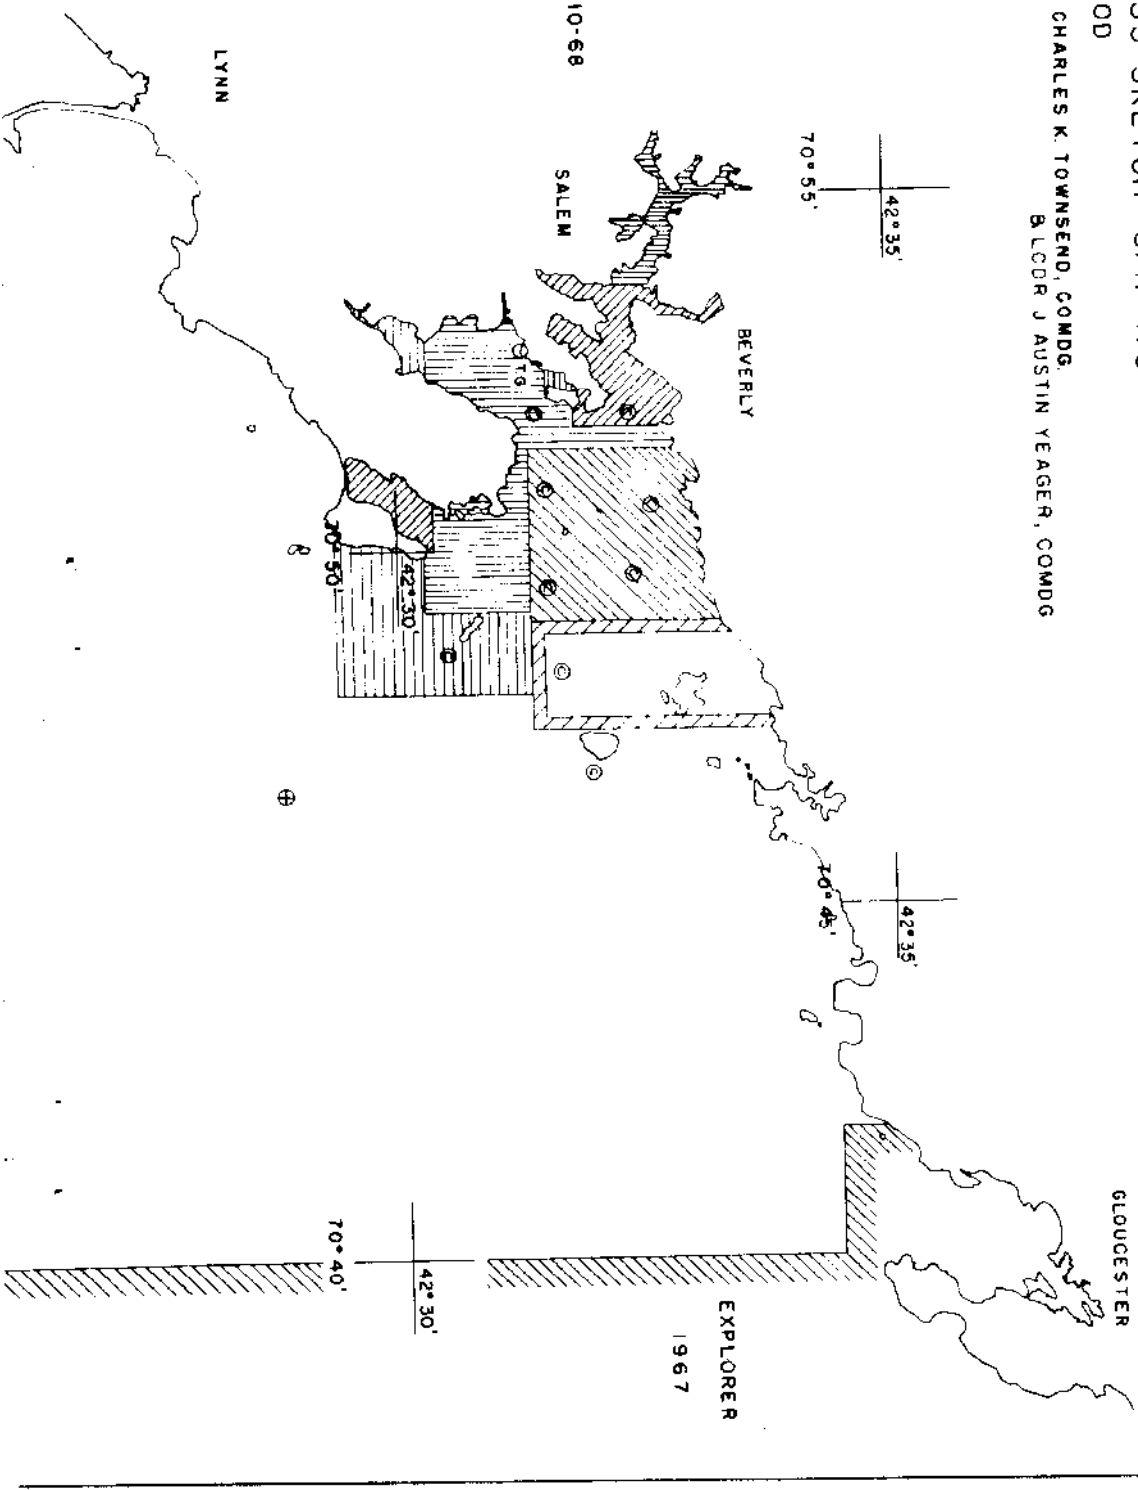 OD
CHARLES K. TOWNSEND, COMDG.
& LCDR J AUSTIN YEAGER, COMDG
10-68
LYNN
SALEM
BEVERLY
GLOUCESTER
70° 55'
42° 35'
TG
C
C
C
C
C
C
C
C
C
70° 50'
42° 30'
70° 45'
42° 35'
70° 40'
42° 30'
EXPLORER
1967